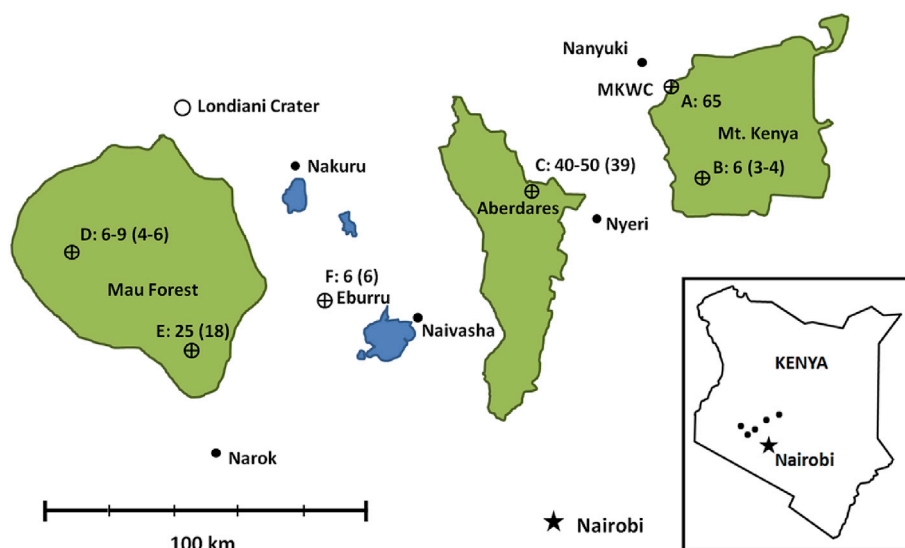 Nanyuki
MKWC
A: 65
Londiani Crater
Mt. Kenya
Nakuru
C: 40-50 (39)
B: 6 (3-4)
Aberdares
Nyeri
D: 6-9 (4-6)
F: 6 (6)
Mau Forest
Eburru
E: 25 (18)
Naivasha
KENYA
Narok
Nairobi
100 km
Nairobi